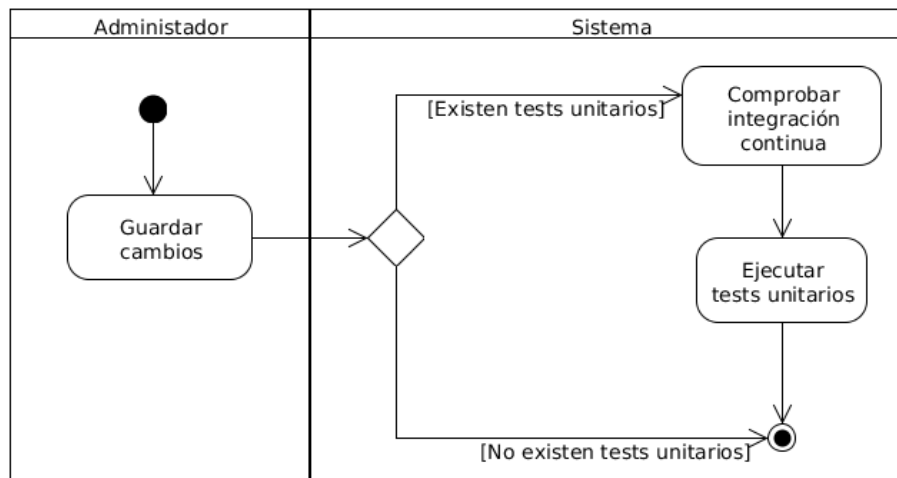 Administador
Sistema
[Existen tests unitarios]
Comprobar
integración
continua
Guardar
cambios
Ejecutar
tests unitarios
[No existen tests unitarios]